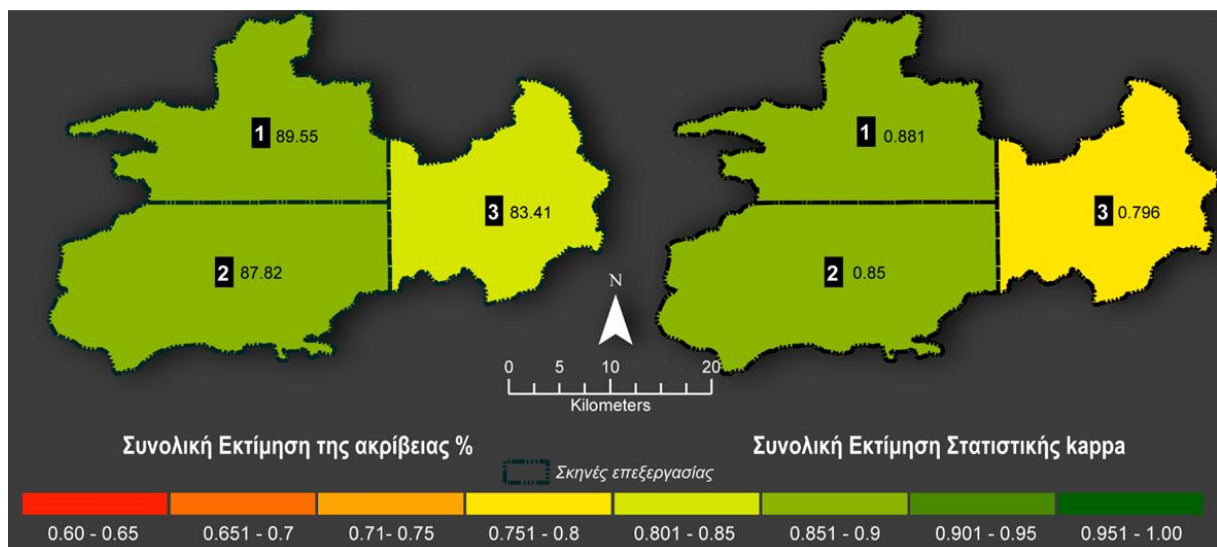 1 89.55
1 0.881
3 83.41
3 0.796
2 87.82
2 0.85
N
0 5 10 20
Kilometers
Συνολική Εκτίμηση της ακρίβειας %
Συνολική Εκτίμηση Στατιστικής kappa
Σκηνές επεξεργασίας
0.60 - 0.65 0.651 - 0.7 0.71- 0.75 0.751 - 0.8 0.801 - 0.85 0.851 - 0.9 0.901 - 0.95 0.951 - 1.00